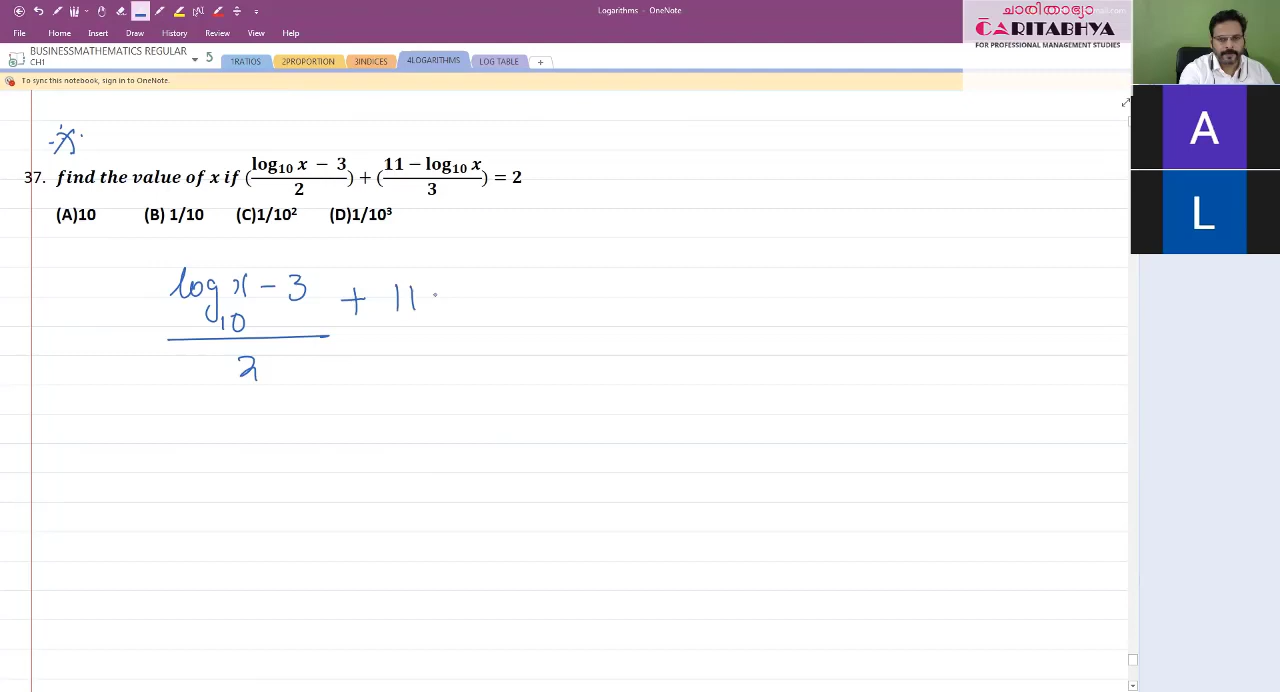 Logarithms - OneNote
File Home Insert Draw History Review View Help
ചാരിതാഭ്യാ
CARITABHYA
FOR PROFESSIONAL MANAGEMENT STUDIES
BUSINESSMATHEMATICS REGULAR
CH1
1RATIOS 2PROPORTION 3INDICES 4LOGARITHMS LOG TABLE +
To sync this notebook, sign in to OneNote.
37. find the value of x if (log₁₀ x − 3 / 2) + (11 − log₁₀ x / 3) = 2
(A)10 (B) 1/10 (C)1/10² (D)1/10³
log₁₀ x − 3 + 11
2
A
L